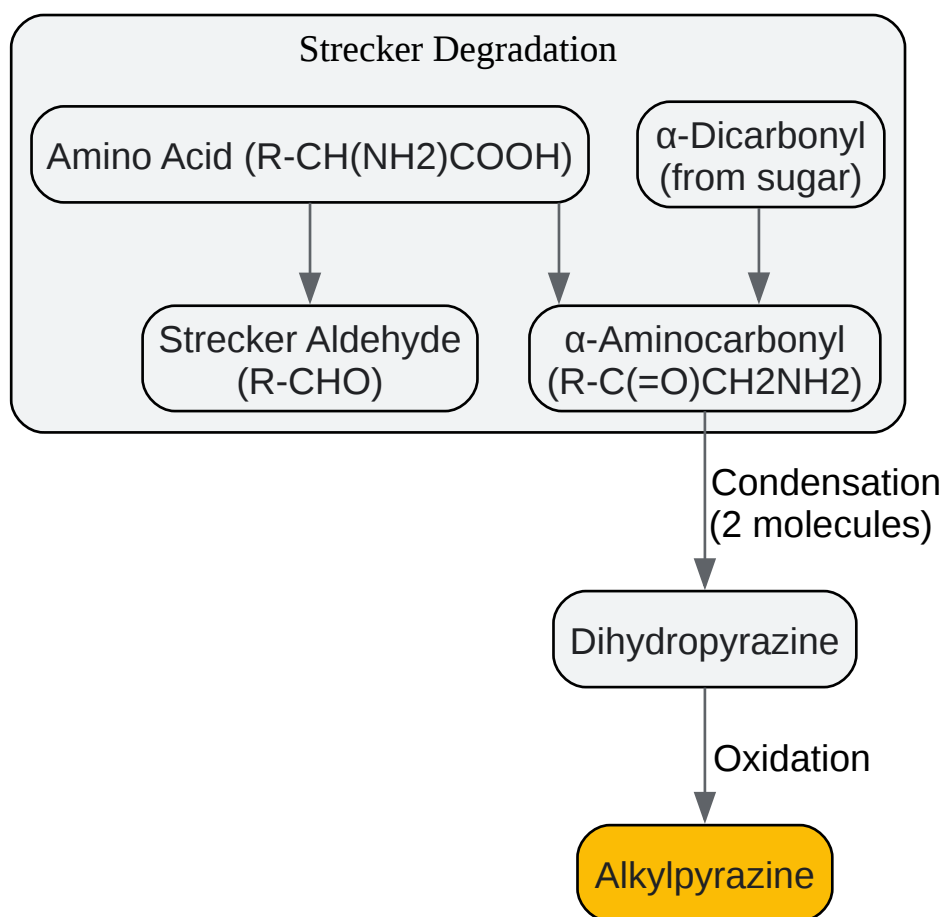 Strecker Degradation
Amino Acid (R-CH(NH2)COOH)
α-Dicarbonyl
(from sugar)
Strecker Aldehyde
(R-CHO)
α-Aminocarbonyl
(R-C(=O)CH2NH2)
Condensation
(2 molecules)
Dihydropyrazine
Oxidation
Alkylpyrazine